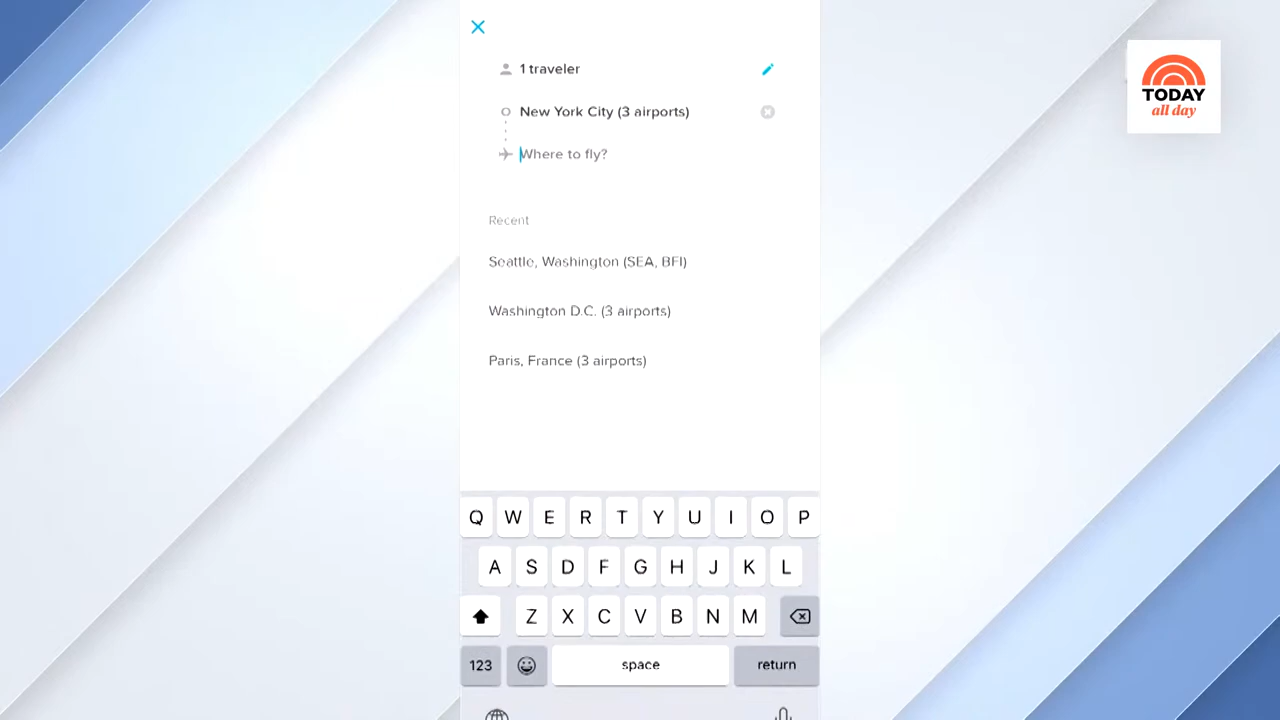 1 traveler
New York City (3 airports)
Where to fly?
Recent
Seattle, Washington (SEA, BFI)
Washington D.C. (3 airports)
Paris, France (3 airports)
Q W E R T Y U I O P
A S D F G H J K L
Z X C V B N M
123 space return
TODAY
all day